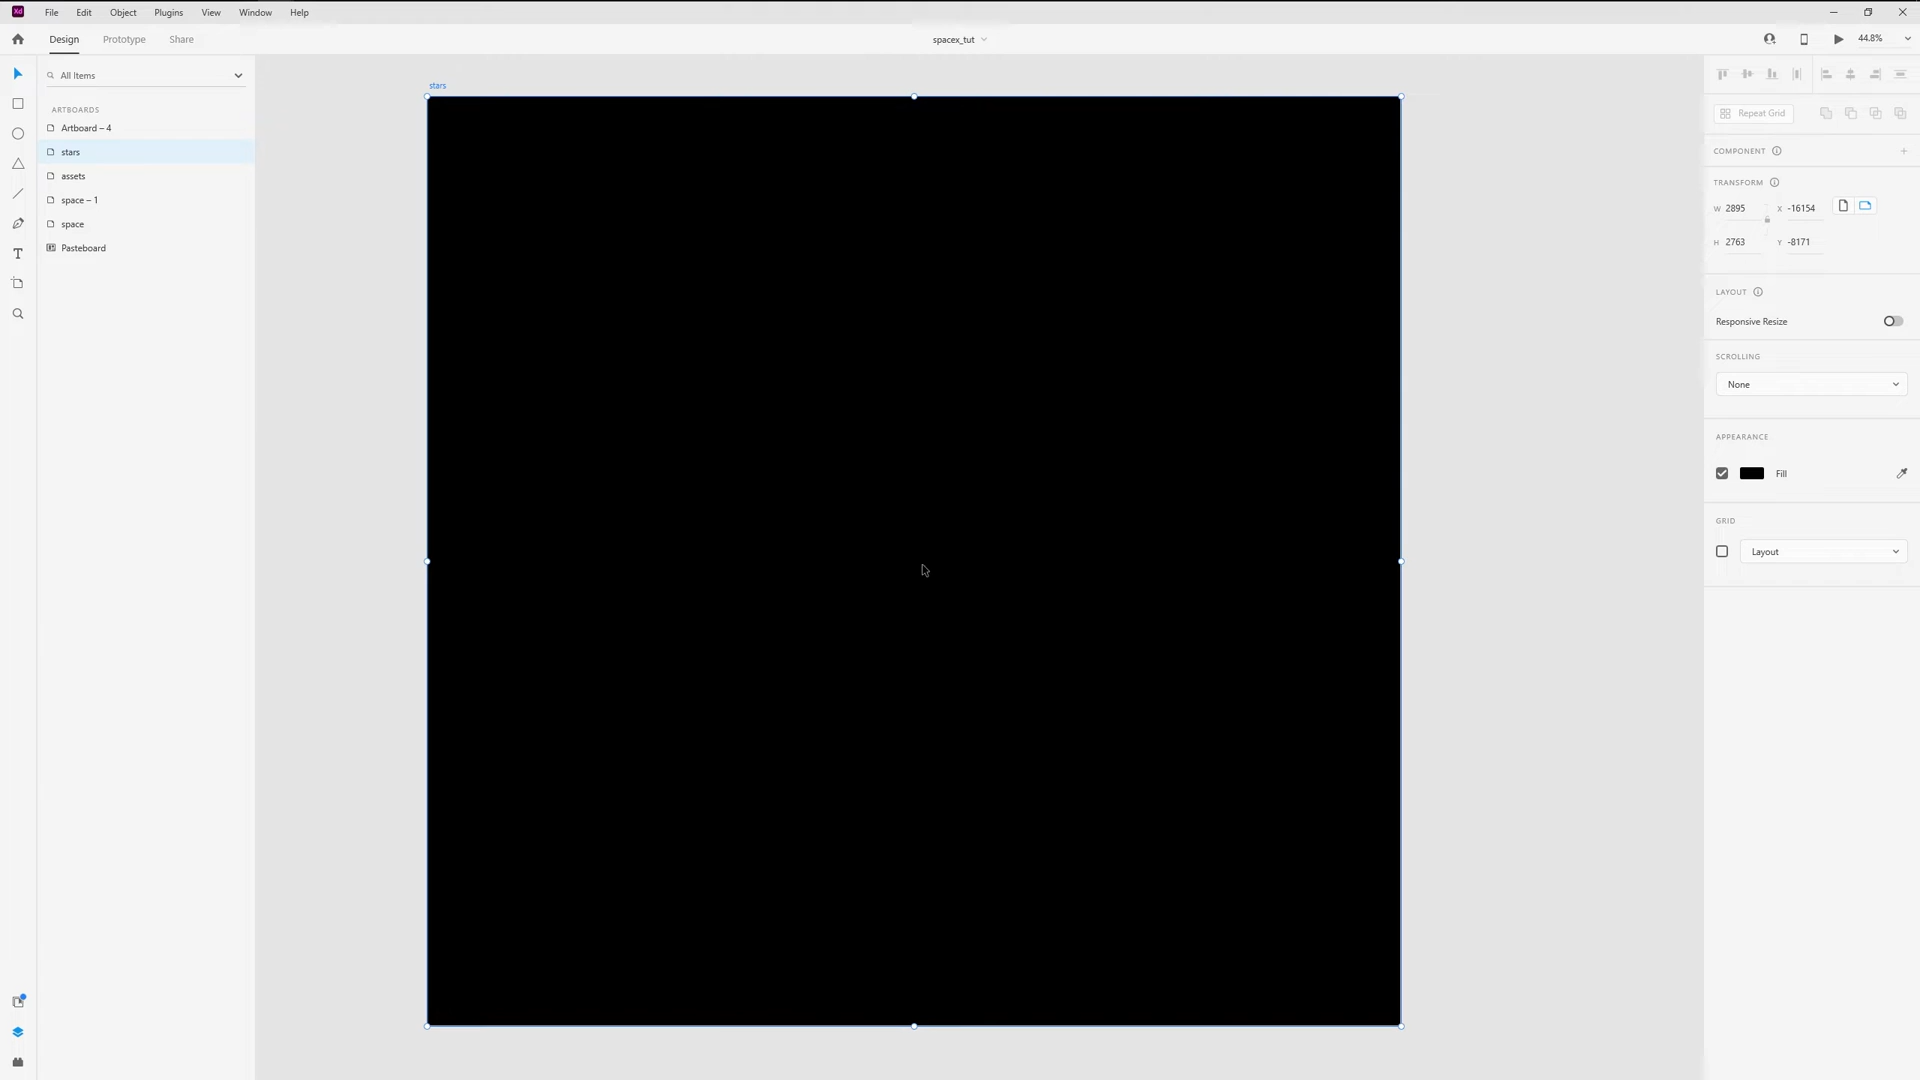 Xd File Edit Object Plugins View Window Help
Design Prototype Share spacex_tut 44.8%
All Items
ARTBOARDS
Artboard – 4
stars
assets
space – 1
space
Pasteboard
T
stars
Repeat Grid
COMPONENT
TRANSFORM
W 2895 X -16154
H 2763 Y -8171
LAYOUT
Responsive Resize
SCROLLING
None
APPEARANCE
Fill
GRID
Layout